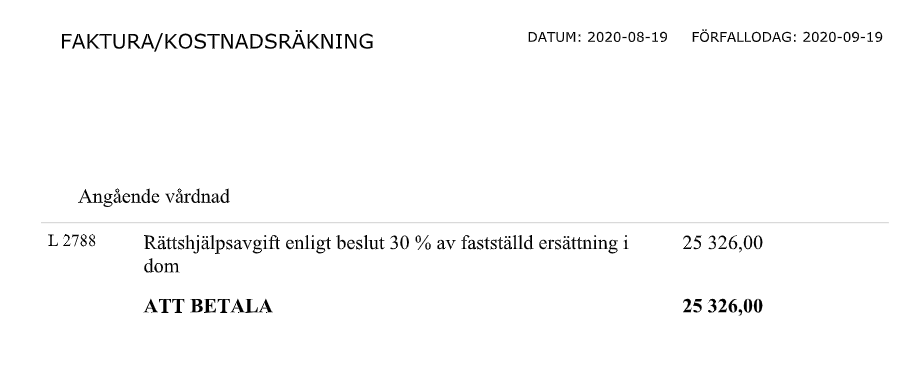 FAKTURA/KOSTNADSRÄKNING DATUM: 2020-08-19 FÖRFALLODAG: 2020-09-19
Angående vårdnad
L 2788 Rättshjälpsavgift enligt beslut 30 % av fastställd ersättning i 25 326,00
dom
ATT BETALA 25 326,00